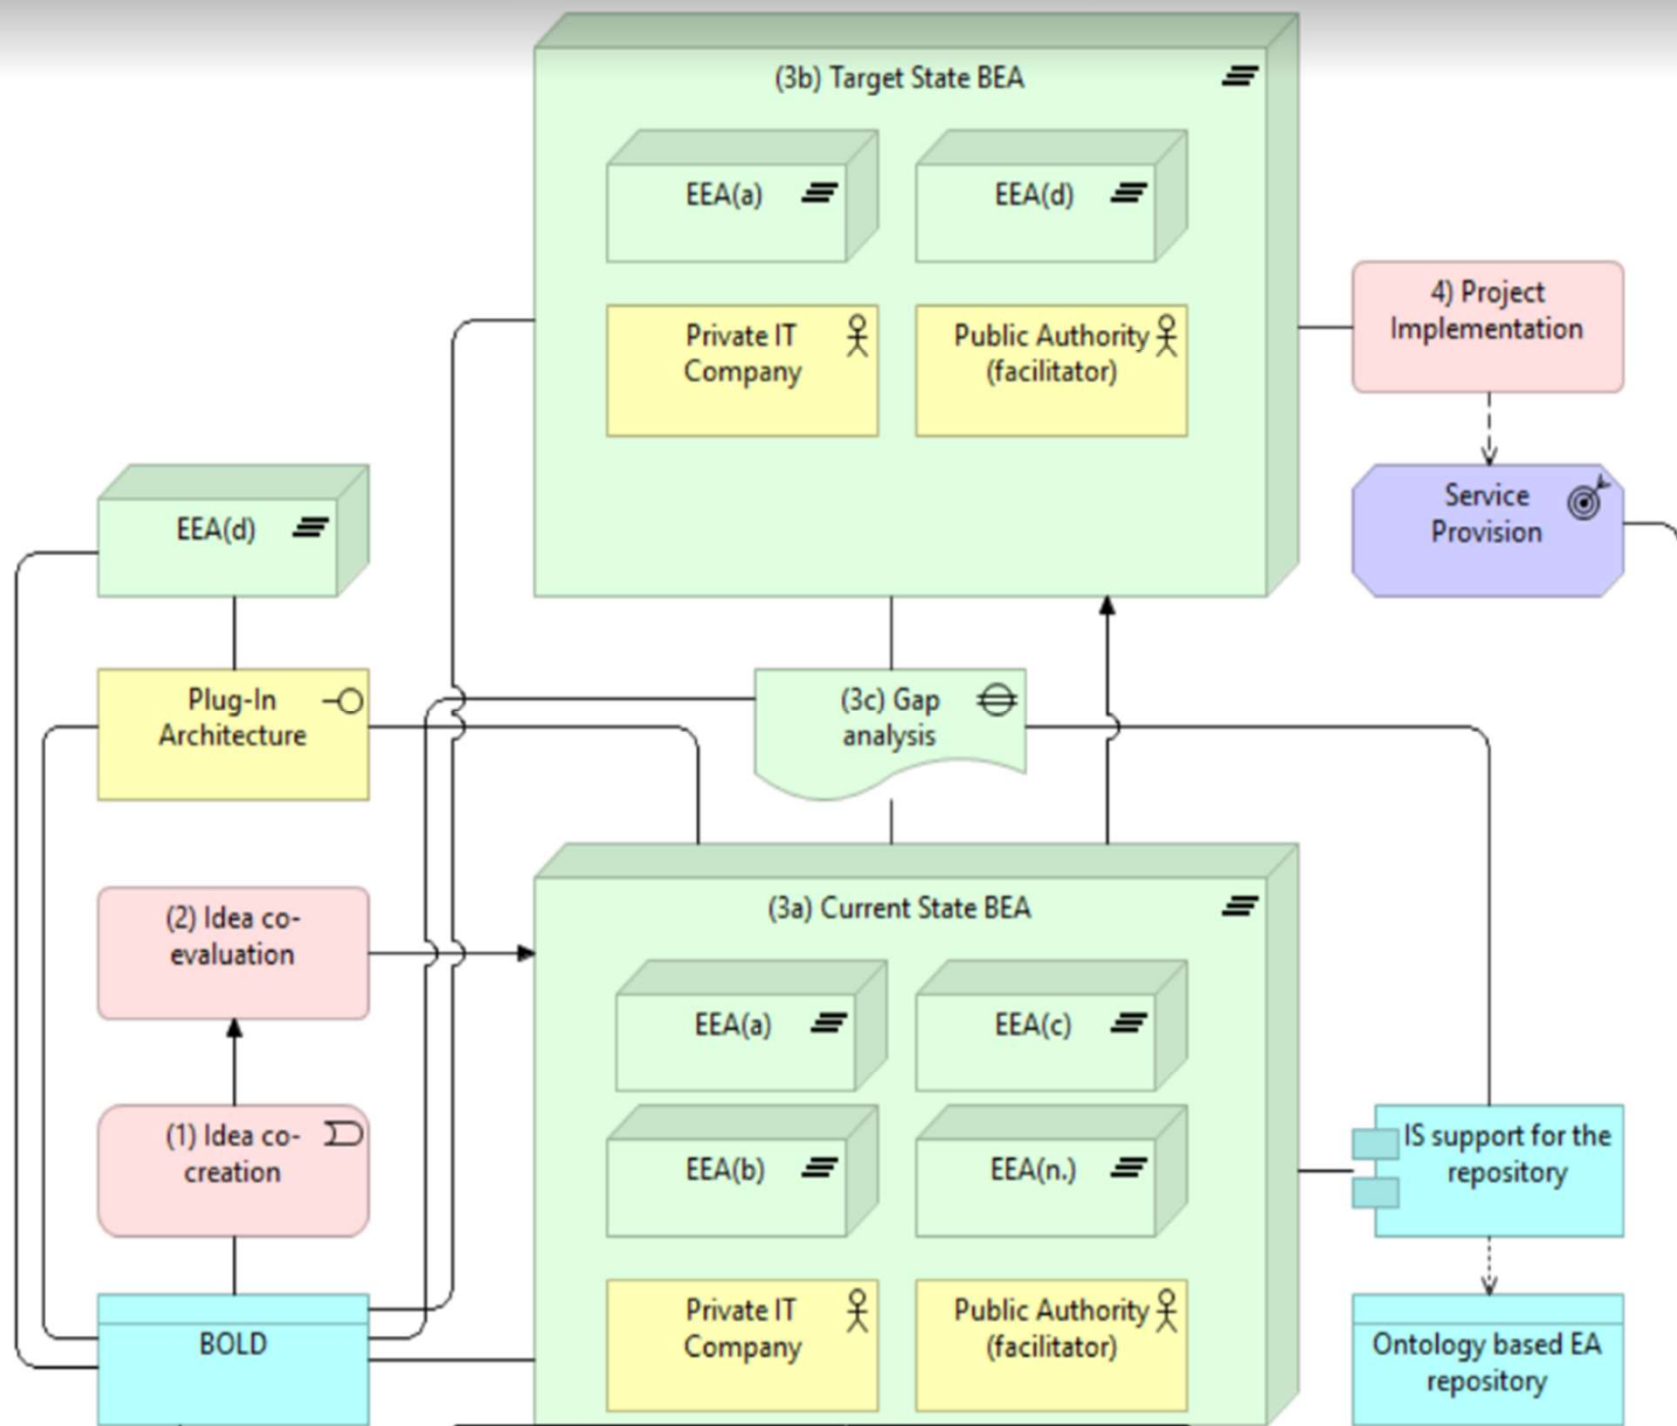 (3b) Target State BEA
EEA(a)
EEA(d)
Private IT
Company
Public Authority
(facilitator)
4) Project
Implementation
Service
Provision
EEA(d)
Plug-In
Architecture
(3c) Gap
analysis
(2) Idea co-
evaluation
(1) Idea co-
creation
BOLD
(3a) Current State BEA
EEA(a)
EEA(c)
EEA(b)
EEA(n.)
Private IT
Company
Public Authority
(facilitator)
IS support for the
repository
Ontology based EA
repository